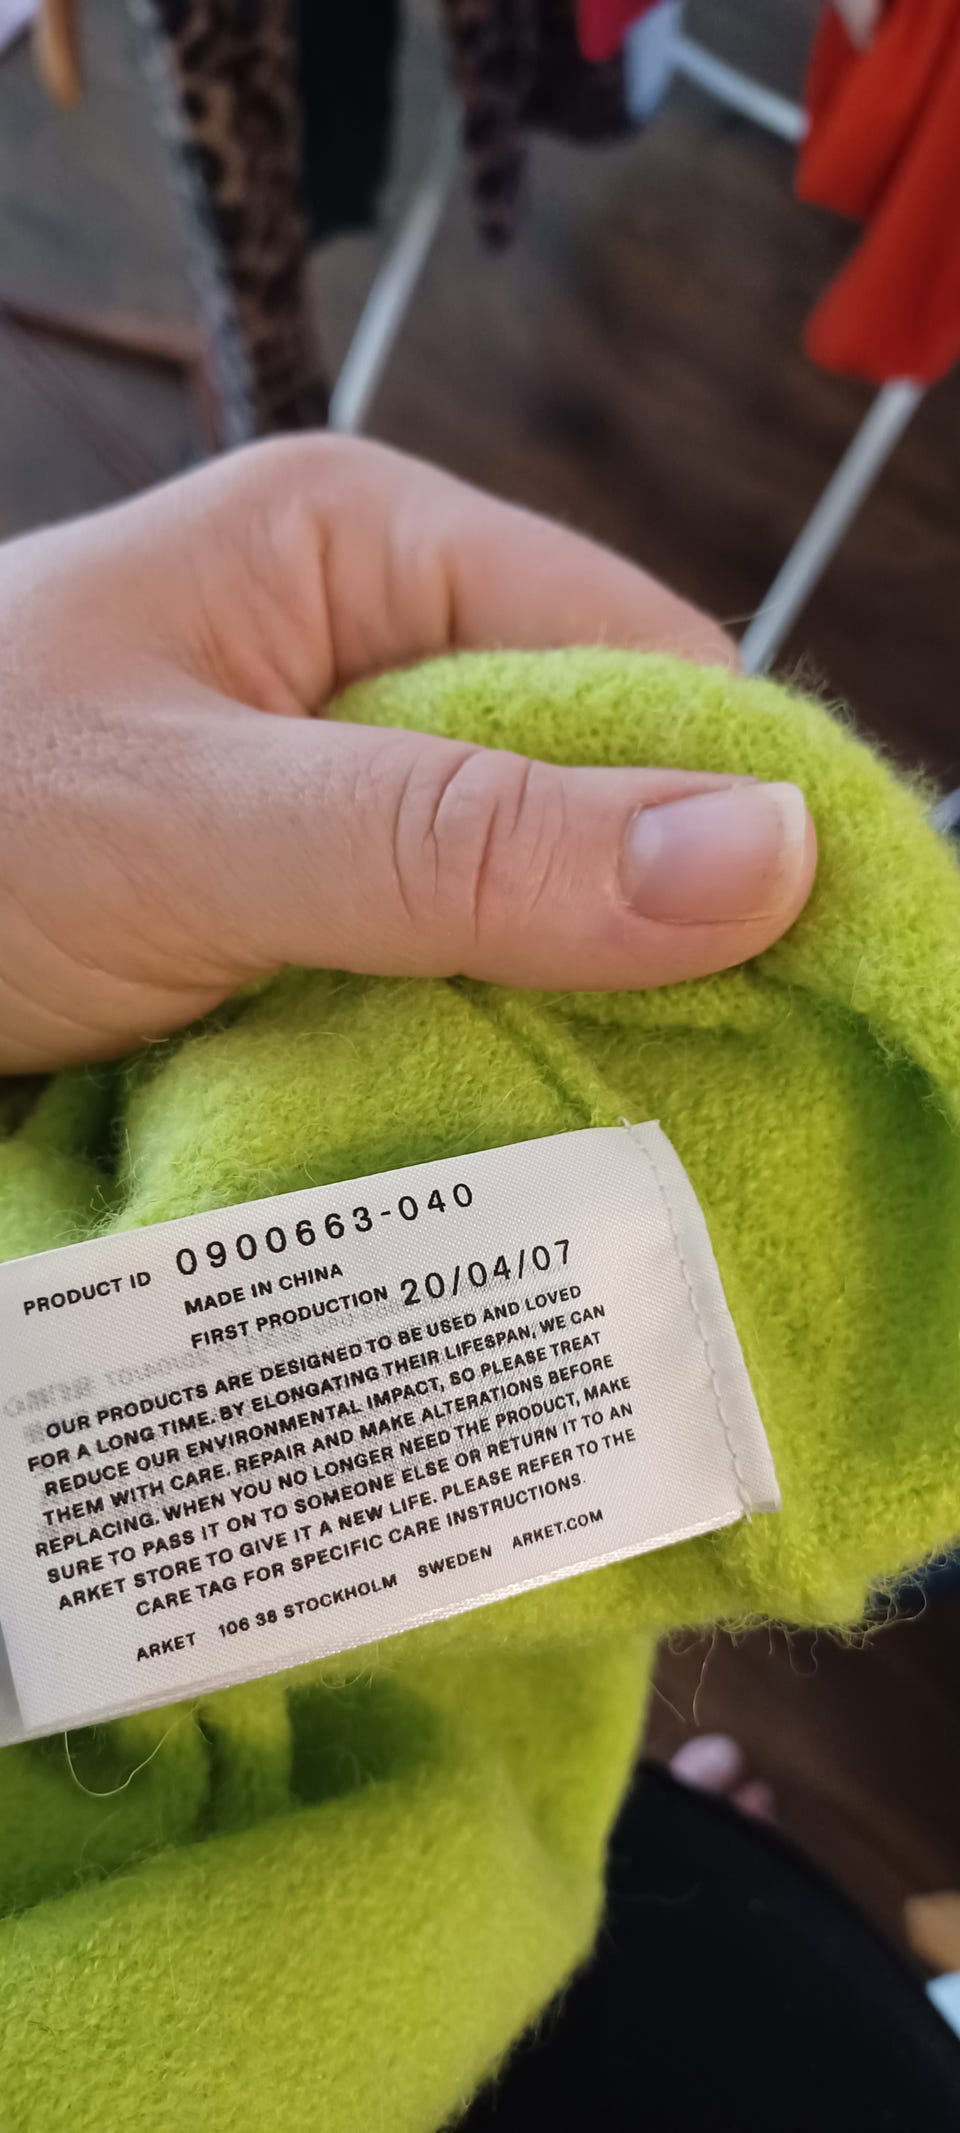 PRODUCT ID 0900663-040
MADE IN CHINA
FIRST PRODUCTION 20/04/07
OUR PRODUCTS ARE DESIGNED TO BE USED AND LOVED
FOR A LONG TIME. BY ELONGATING THEIR LIFESPAN, WE CAN
REDUCE OUR ENVIRONMENTAL IMPACT, SO PLEASE TREAT
THEM WITH CARE. REPAIR AND MAKE ALTERATIONS BEFORE
REPLACING. WHEN YOU NO LONGER NEED THE PRODUCT, MAKE
SURE TO PASS IT ON TO SOMEONE ELSE OR RETURN IT TO AN
ARKET STORE TO GIVE IT A NEW LIFE. PLEASE REFER TO THE
CARE TAG FOR SPECIFIC CARE INSTRUCTIONS.
ARKET 106 38 STOCKHOLM SWEDEN ARKET.COM